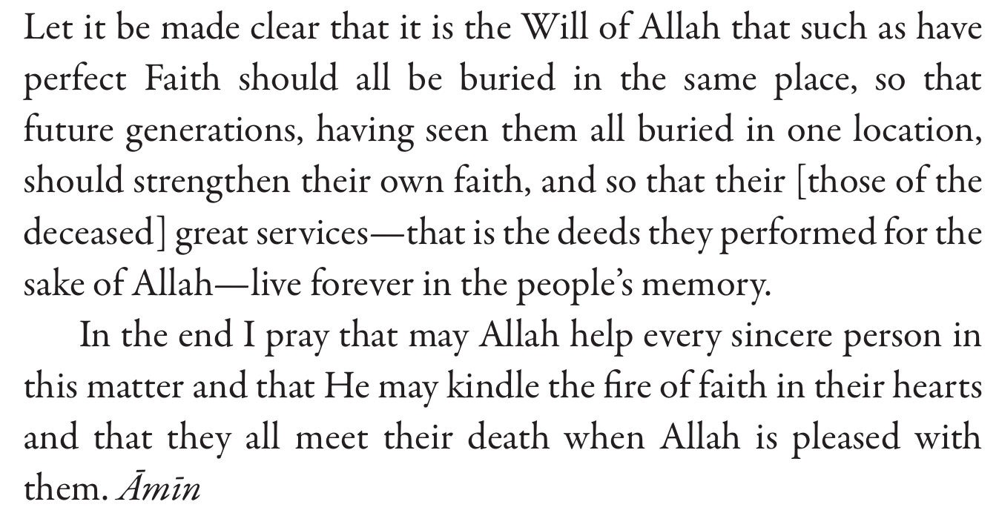 Let it be made clear that it is the Will of Allah that such as have
perfect Faith should all be buried in the same place, so that
future generations, having seen them all buried in one location,
should strengthen their own faith, and so that their [those of the
deceased] great services—that is the deeds they performed for the
sake of Allah—live forever in the people’s memory.
In the end I pray that may Allah help every sincere person in
this matter and that He may kindle the fire of faith in their hearts
and that they all meet their death when Allah is pleased with
them. Āmīn